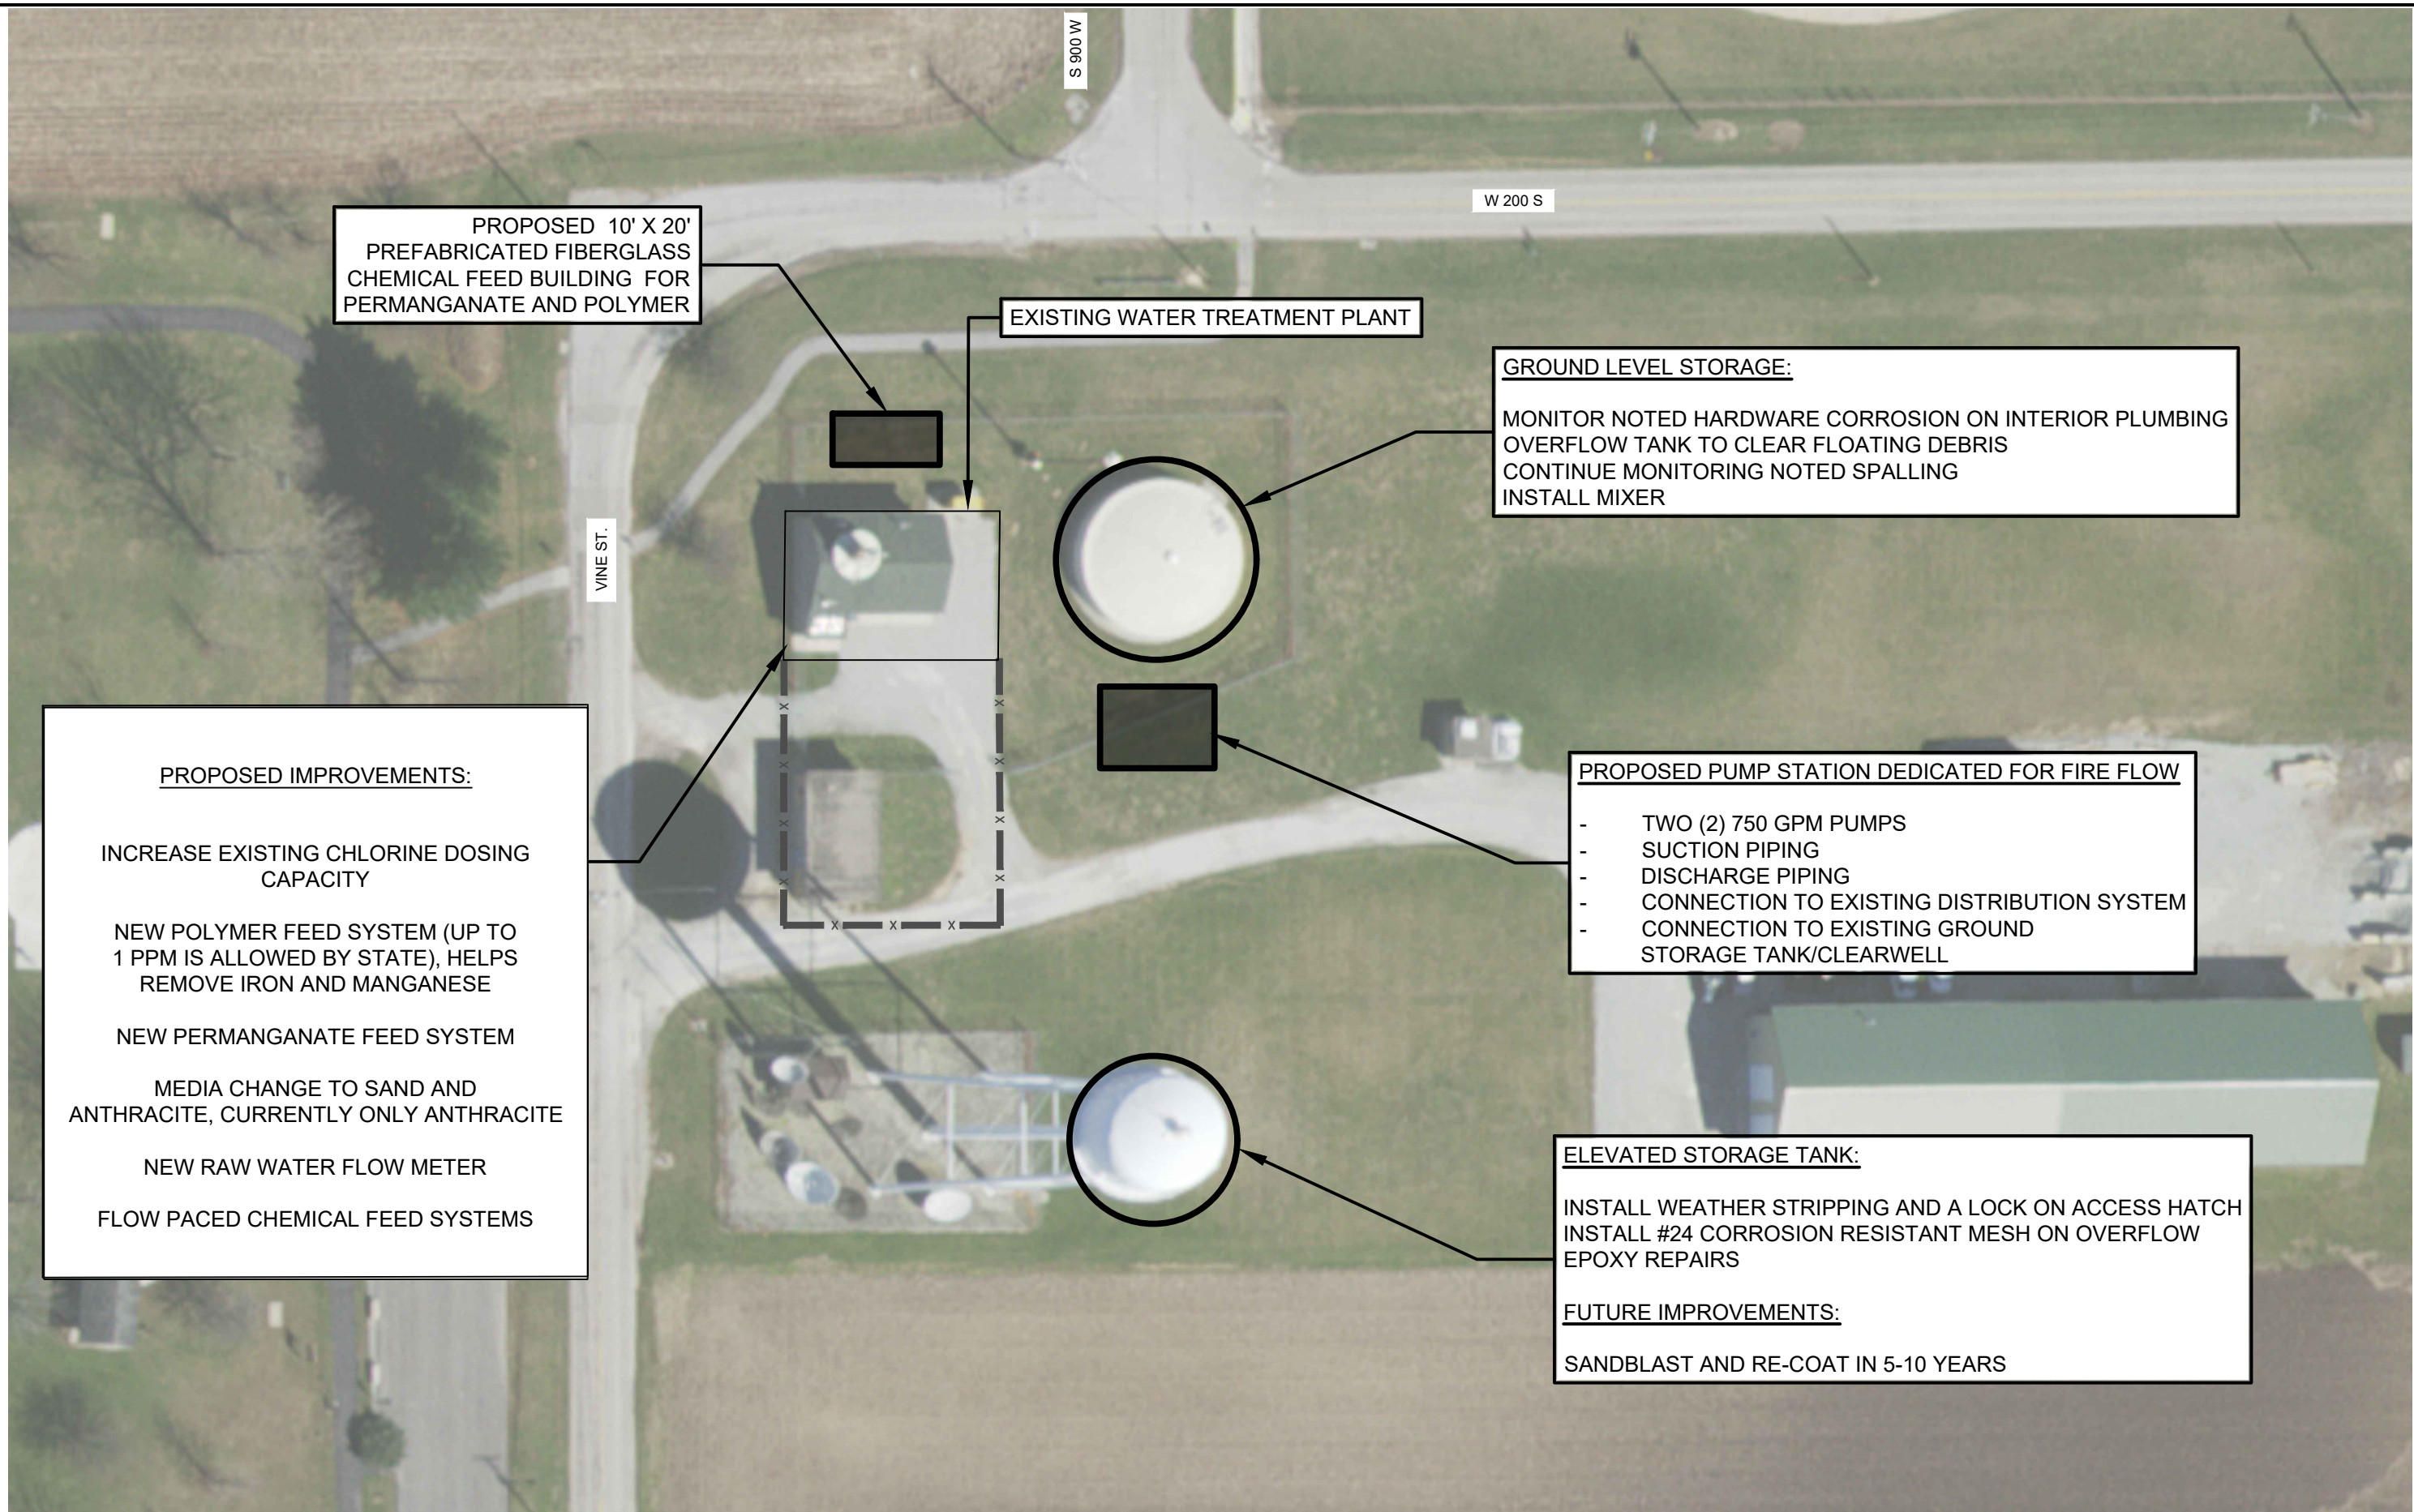 S 900 W
W 200 S
PROPOSED 10' X 20'
PREFABRICATED FIBERGLASS
CHEMICAL FEED BUILDING FOR
PERMANGANATE AND POLYMER
EXISTING WATER TREATMENT PLANT
GROUND LEVEL STORAGE:
MONITOR NOTED HARDWARE CORROSION ON INTERIOR PLUMBING
OVERFLOW TANK TO CLEAR FLOATING DEBRIS
CONTINUE MONITORING NOTED SPALLING
INSTALL MIXER
VINE ST.
PROPOSED IMPROVEMENTS:
INCREASE EXISTING CHLORINE DOSING
CAPACITY
NEW POLYMER FEED SYSTEM (UP TO
1 PPM IS ALLOWED BY STATE), HELPS
REMOVE IRON AND MANGANESE
NEW PERMANGANATE FEED SYSTEM
MEDIA CHANGE TO SAND AND
ANTHRACITE, CURRENTLY ONLY ANTHRACITE
NEW RAW WATER FLOW METER
FLOW PACED CHEMICAL FEED SYSTEMS
PROPOSED PUMP STATION DEDICATED FOR FIRE FLOW
- TWO (2) 750 GPM PUMPS
- SUCTION PIPING
- DISCHARGE PIPING
- CONNECTION TO EXISTING DISTRIBUTION SYSTEM
- CONNECTION TO EXISTING GROUND
STORAGE TANK/CLEARWELL
ELEVATED STORAGE TANK:
INSTALL WEATHER STRIPPING AND A LOCK ON ACCESS HATCH
INSTALL #24 CORROSION RESISTANT MESH ON OVERFLOW
EPOXY REPAIRS
FUTURE IMPROVEMENTS:
SANDBLAST AND RE-COAT IN 5-10 YEARS